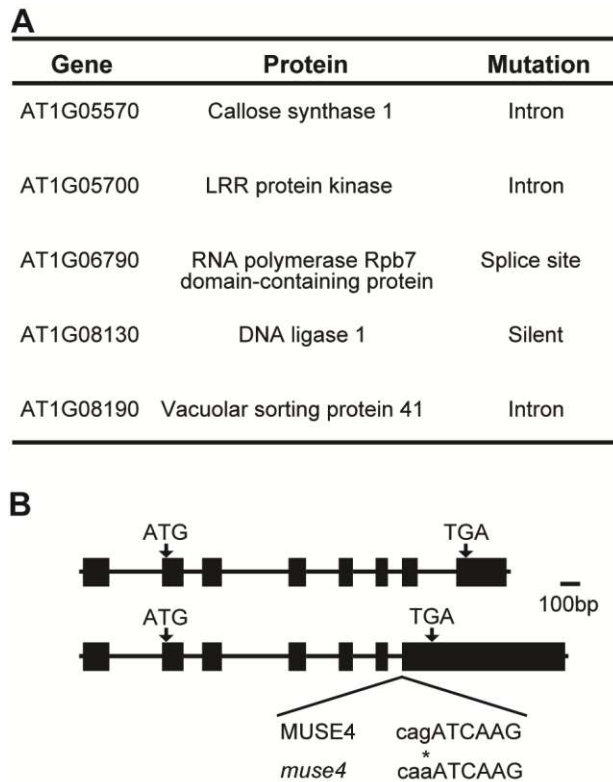 A
Gene Protein Mutation
AT1G05570 Callose synthase 1 Intron
AT1G05700 LRR protein kinase Intron
AT1G06790 RNA polymerase Rpb7 Splice site
domain-containing protein
AT1G08130 DNA ligase 1 Silent
AT1G08190 Vacuolar sorting protein 41 Intron
B
ATG TGA
100bp
ATG TGA
MUSE4 cagATCAAG
*
muse4 caaATCAAG